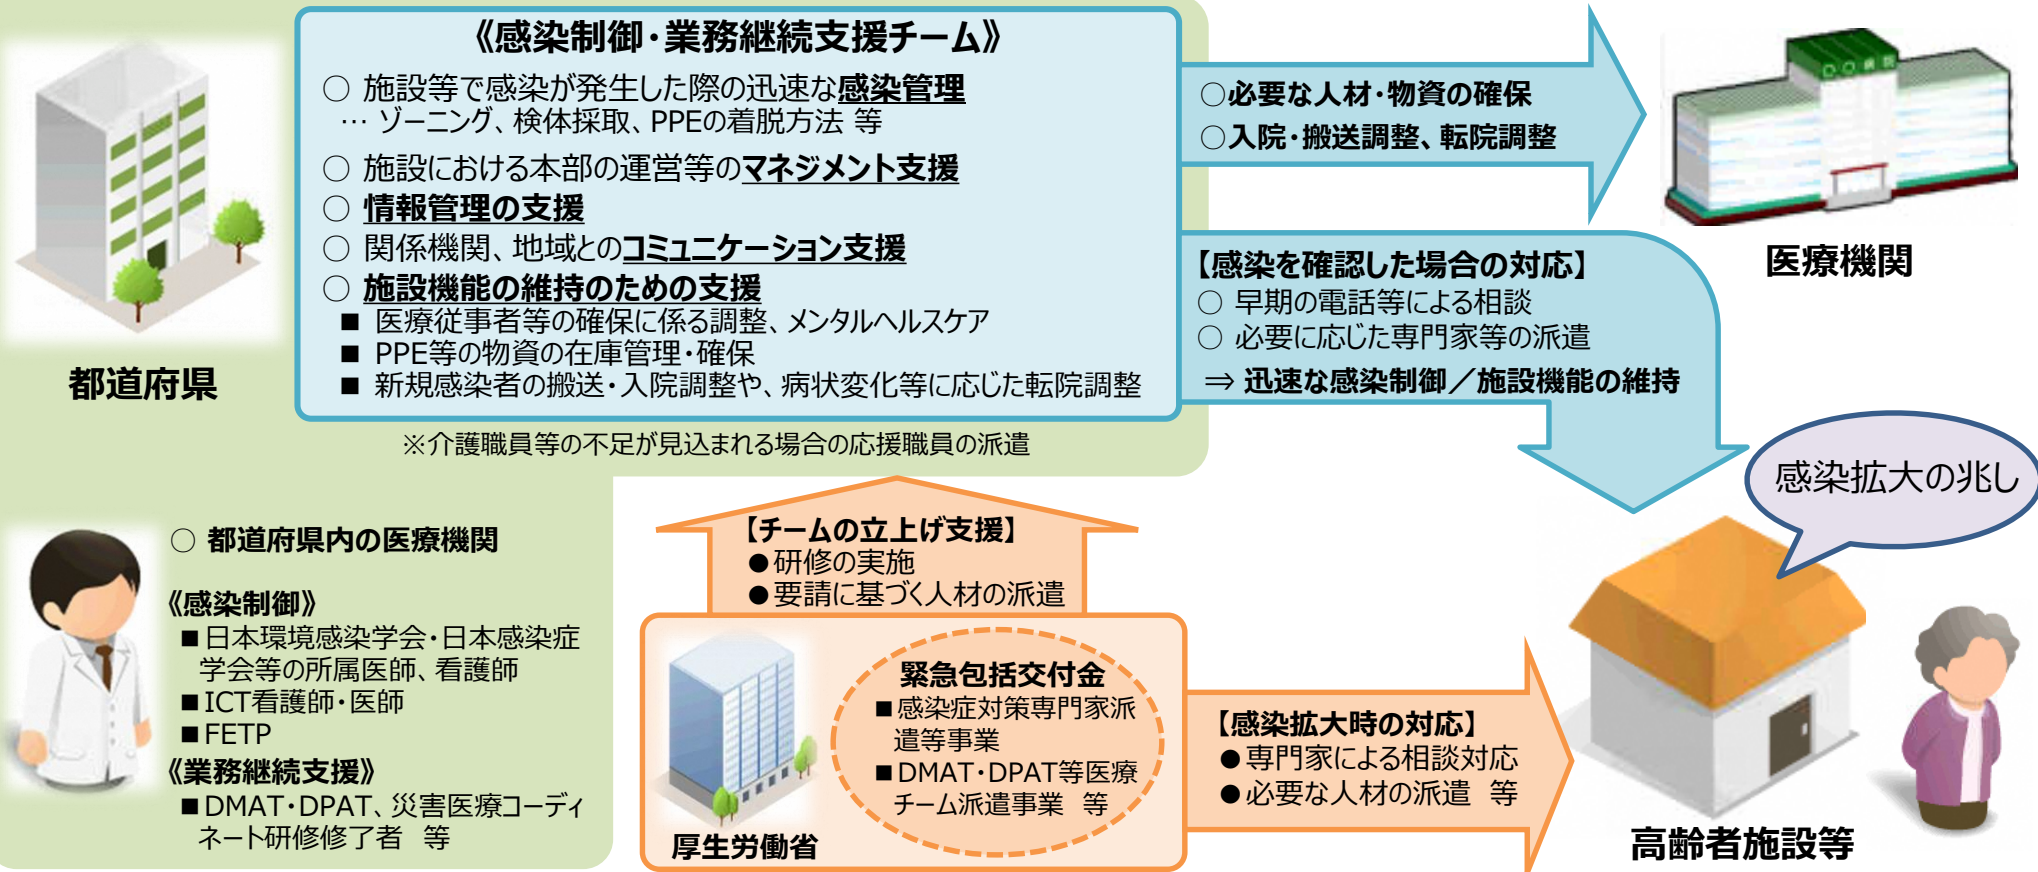 《感染制御・業務継続支援チーム》
○ 施設等で感染が発生した際の迅速な感染管理
… ゾーニング、検体採取、PPEの着脱方法 等
○ 施設における本部の運営等のマネジメント支援
○ 情報管理の支援
○ 関係機関、地域とのコミュニケーション支援
○ 施設機能の維持のための支援
■ 医療従事者等の確保に係る調整、メンタルヘルスケア
■ PPE等の物資の在庫管理・確保
■ 新規感染者の搬送・入院調整や、病状変化等に応じた転院調整
※介護職員等の不足が見込まれる場合の応援職員の派遣
都道府県
○必要な人材・物資の確保
○入院・搬送調整、転院調整
○○病院
医療機関
【感染を確認した場合の対応】
○ 早期の電話等による相談
○ 必要に応じた専門家等の派遣
⇒ 迅速な感染制御／施設機能の維持
感染拡大の兆し
○ 都道府県内の医療機関
《感染制御》
■日本環境感染学会・日本感染症
学会等の所属医師、看護師
■ICT看護師・医師
■FETP
《業務継続支援》
■DMAT・DPAT、災害医療コーディ
ネート研修修了者 等
【チームの立上げ支援】
●研修の実施
●要請に基づく人材の派遣
緊急包括交付金
■感染症対策専門家派
遣等事業
■DMAT・DPAT等医療
チーム派遣事業 等
厚生労働省
【感染拡大時の対応】
●専門家による相談対応
●必要な人材の派遣 等
高齢者施設等